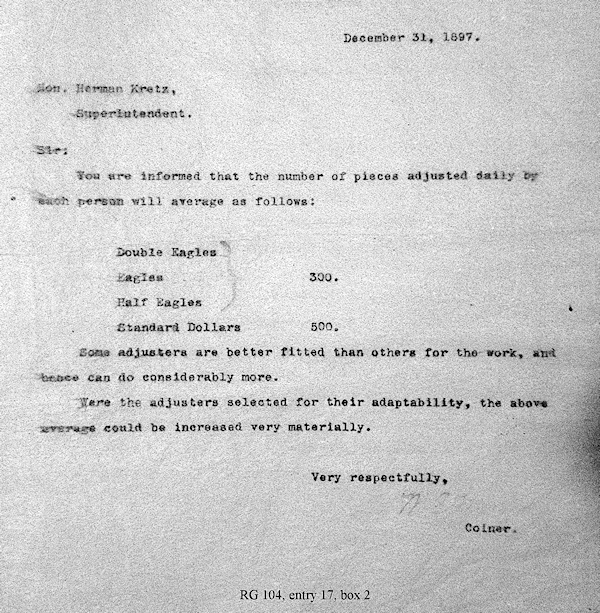 December 31, 1897.
Hon. Herman Kretz,
Superintendent.
Sir:
You are informed that the number of pieces adjusted daily by
each person will average as follows:
Double Eagles
Eagles 300.
Half Eagles
Standard Dollars 500.
Some adjusters are better fitted than others for the work, and
hence can do considerably more.
Were the adjusters selected for their adaptability, the above
average could be increased very materially.
Very respectfully,
Coiner.
RG 104, entry 17, box 2